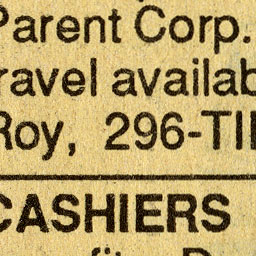 Parent Corp.
ravel availab
Roy, 296-TI
CASHIERS